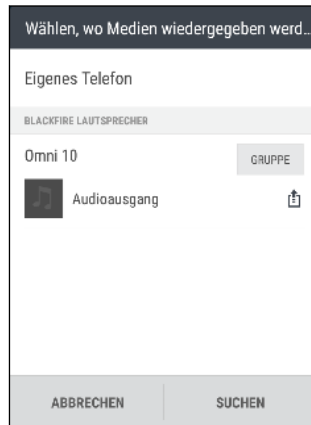 Wählen, wo Medien wiedergegeben werd...
Eigenes Telefon
BLACKFIRE LAUTSPRECHER
Omni 10
GRUPPE
Audioausgang
ABBRECHEN
SUCHEN